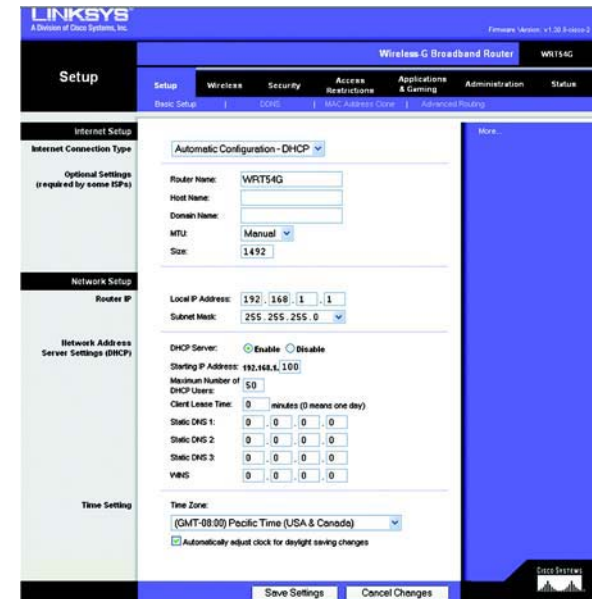 LINKSYS®
A Division of Cisco Systems, Inc.
Wireless-G Broadband Router WRT54G
Setup
Setup Wireless Security Access Restrictions Applications & Gaming Administration Status
Basic Setup | DDNS | MAC Address Clone | Advanced Routing
Internet Setup
More...
Internet Connection Type
Automatic Configuration - DHCP
Optional Settings
(required by some ISPs)
Router Name: WRT54G
Host Name:
Domain Name:
MTU: Manual
Size: 1492
Network Setup
Router IP
Local IP Address: 192 . 168 . 1 . 1
Subnet Mask: 255.255.255.0
Network Address
Server Settings (DHCP)
DHCP Server: Enable Disable
Starting IP Address: 192.168.1. 100
Maximum Number of
DHCP Users: 50
Client Lease Time: 0 minutes (0 means one day)
Static DNS 1: 0 . 0 . 0 . 0
Static DNS 2: 0 . 0 . 0 . 0
Static DNS 3: 0 . 0 . 0 . 0
WINS 0 . 0 . 0 . 0
Time Setting
Time Zone:
(GMT-08:00) Pacific Time (USA & Canada)
Automatically adjust clock for daylight saving changes
CISCO SYSTEMS
Save Settings Cancel Changes